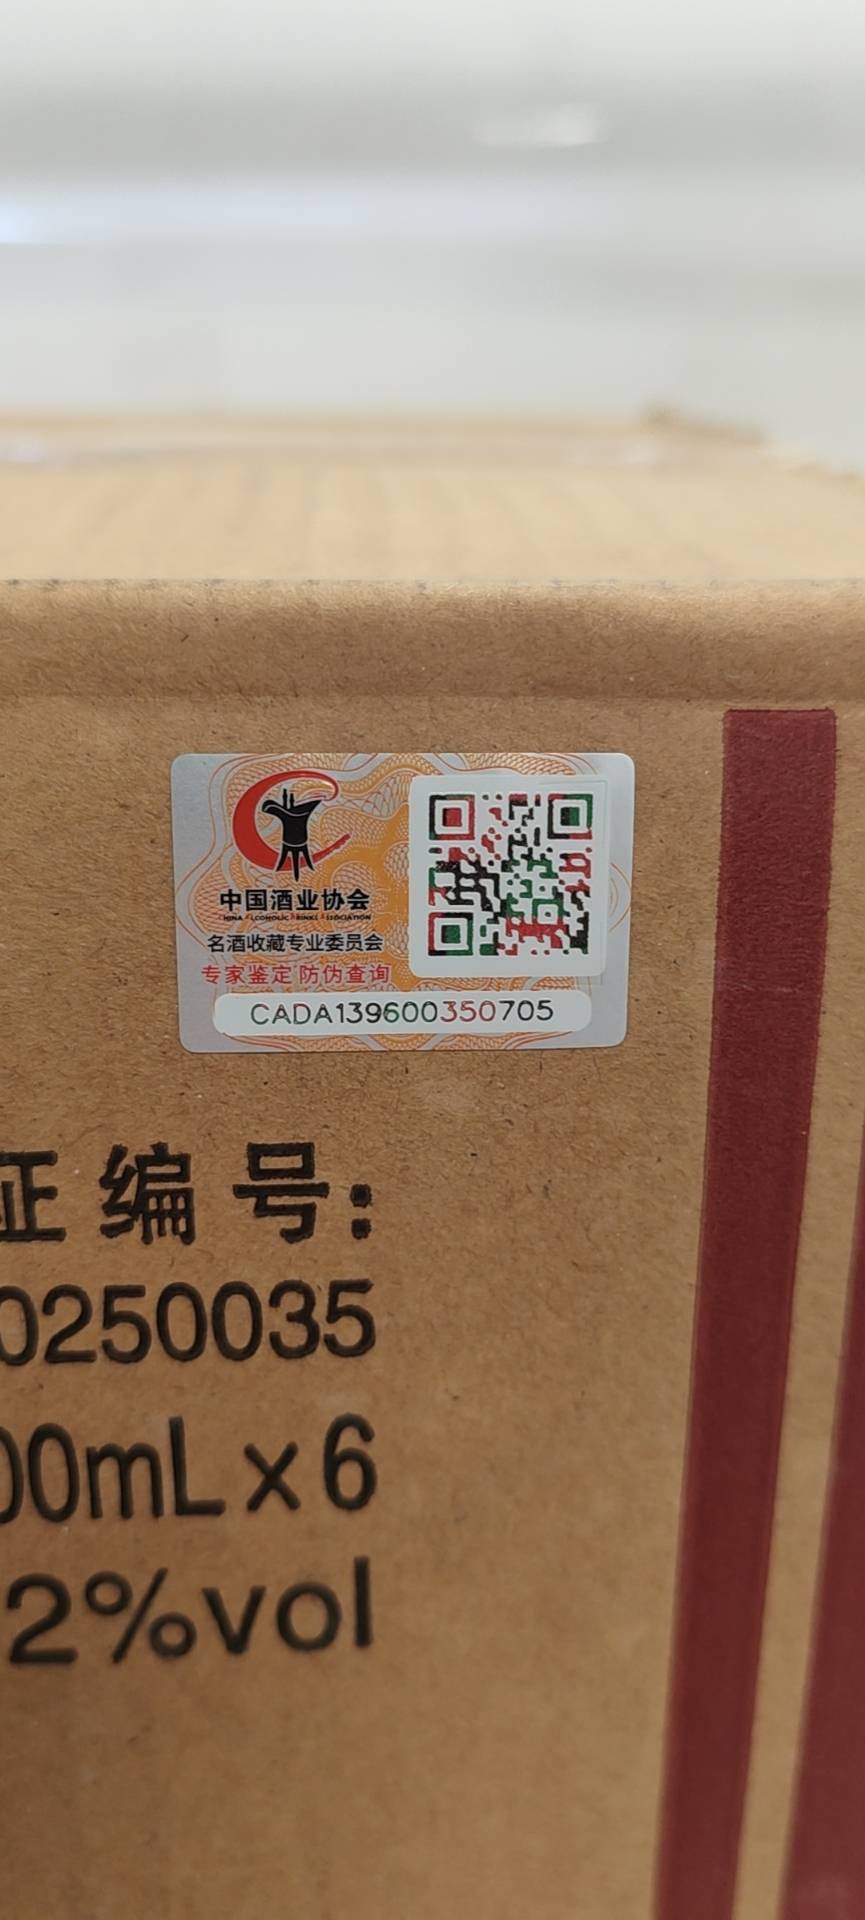 中国酒业协会
CHINA ALCOHOLIC DRINKS ASSOCIATION
名酒收藏专业委员会
专家鉴定 防伪查询
CADA139600350705
证编号:
0250035
00mL×6
2%vol